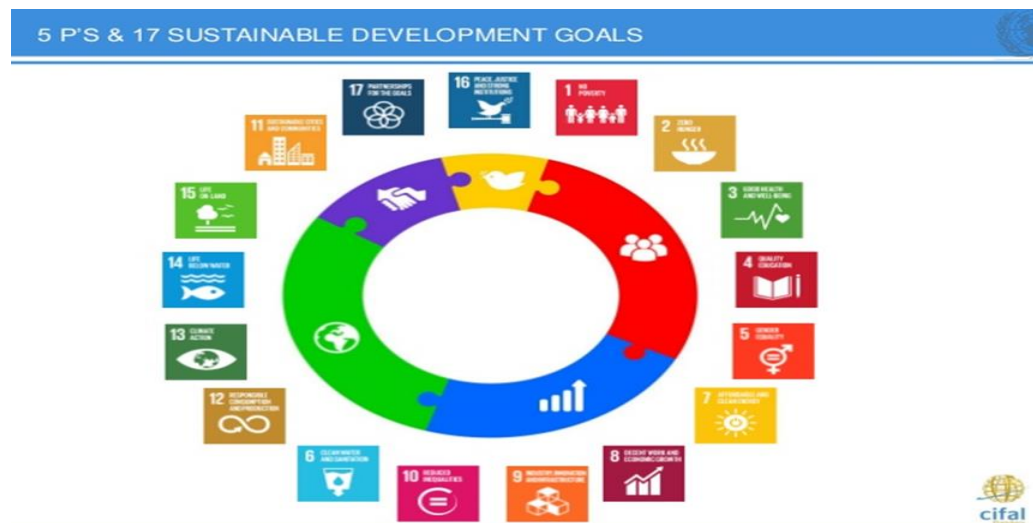 5 P'S & 17 SUSTAINABLE DEVELOPMENT GOALS
16 PEACE, JUSTICE
AND STRONG
INSTITUTIONS
17 PARTNERSHIPS
FOR THE GOALS
1 NO
POVERTY
11 SUSTAINABLE CITIES
AND COMMUNITIES
2 ZERO
HUNGER
15 LIFE
ON LAND
3 GOOD HEALTH
AND WELL-BEING
14 LIFE
BELOW WATER
4 QUALITY
EDUCATION
13 CLIMATE
ACTION
5 GENDER
EQUALITY
12 RESPONSIBLE
CONSUMPTION
AND PRODUCTION
7 AFFORDABLE AND
CLEAN ENERGY
6 CLEAN WATER
AND SANITATION
8 DECENT WORK AND
ECONOMIC GROWTH
10 REDUCED
INEQUALITIES
9 INDUSTRY, INNOVATION
AND INFRASTRUCTURE
cifal